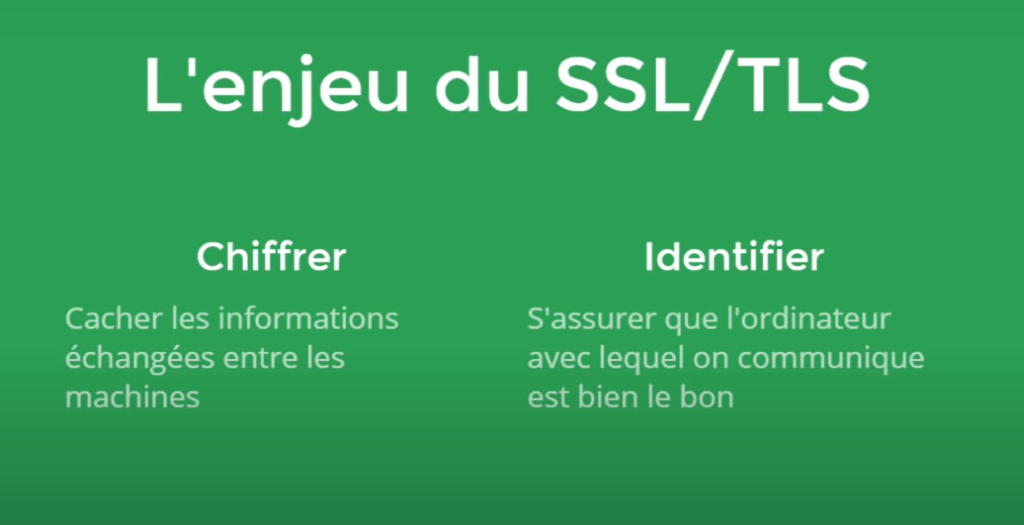 L'enjeu du SSL/TLS
Chiffrer
Cacher les informations
échangées entre les
machines
Identifier
S'assurer que l'ordinateur
avec lequel on communique
est bien le bon